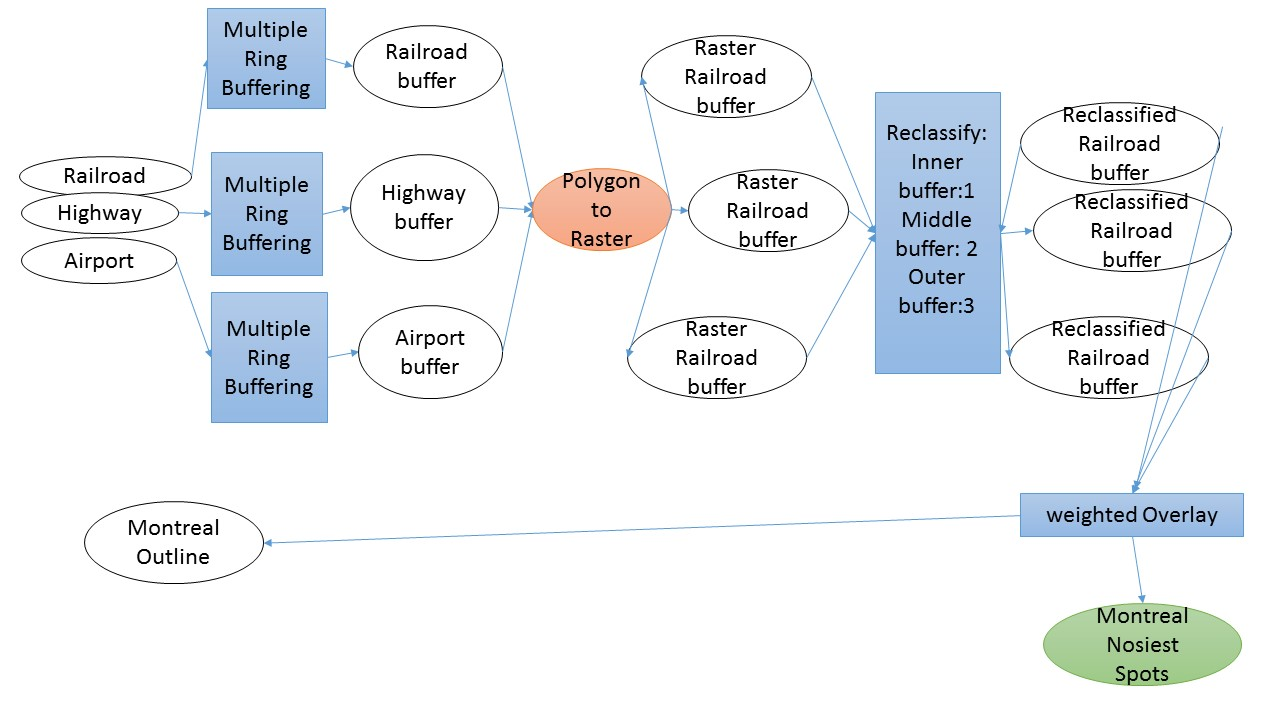 Multiple
Ring
Buffering
Railroad
buffer
Raster
Railroad
buffer
Railroad
Highway
Airport
Multiple
Ring
Buffering
Highway
buffer
Polygon
to
Raster
Raster
Railroad
buffer
Reclassify:
Inner
buffer:1
Middle
buffer: 2
Outer
buffer:3
Reclassified
Railroad
buffer
Reclassified
Railroad
buffer
Multiple
Ring
Buffering
Airport
buffer
Raster
Railroad
buffer
Reclassified
Railroad
buffer
Montreal
Outline
weighted Overlay
Montreal
Nosiest
Spots